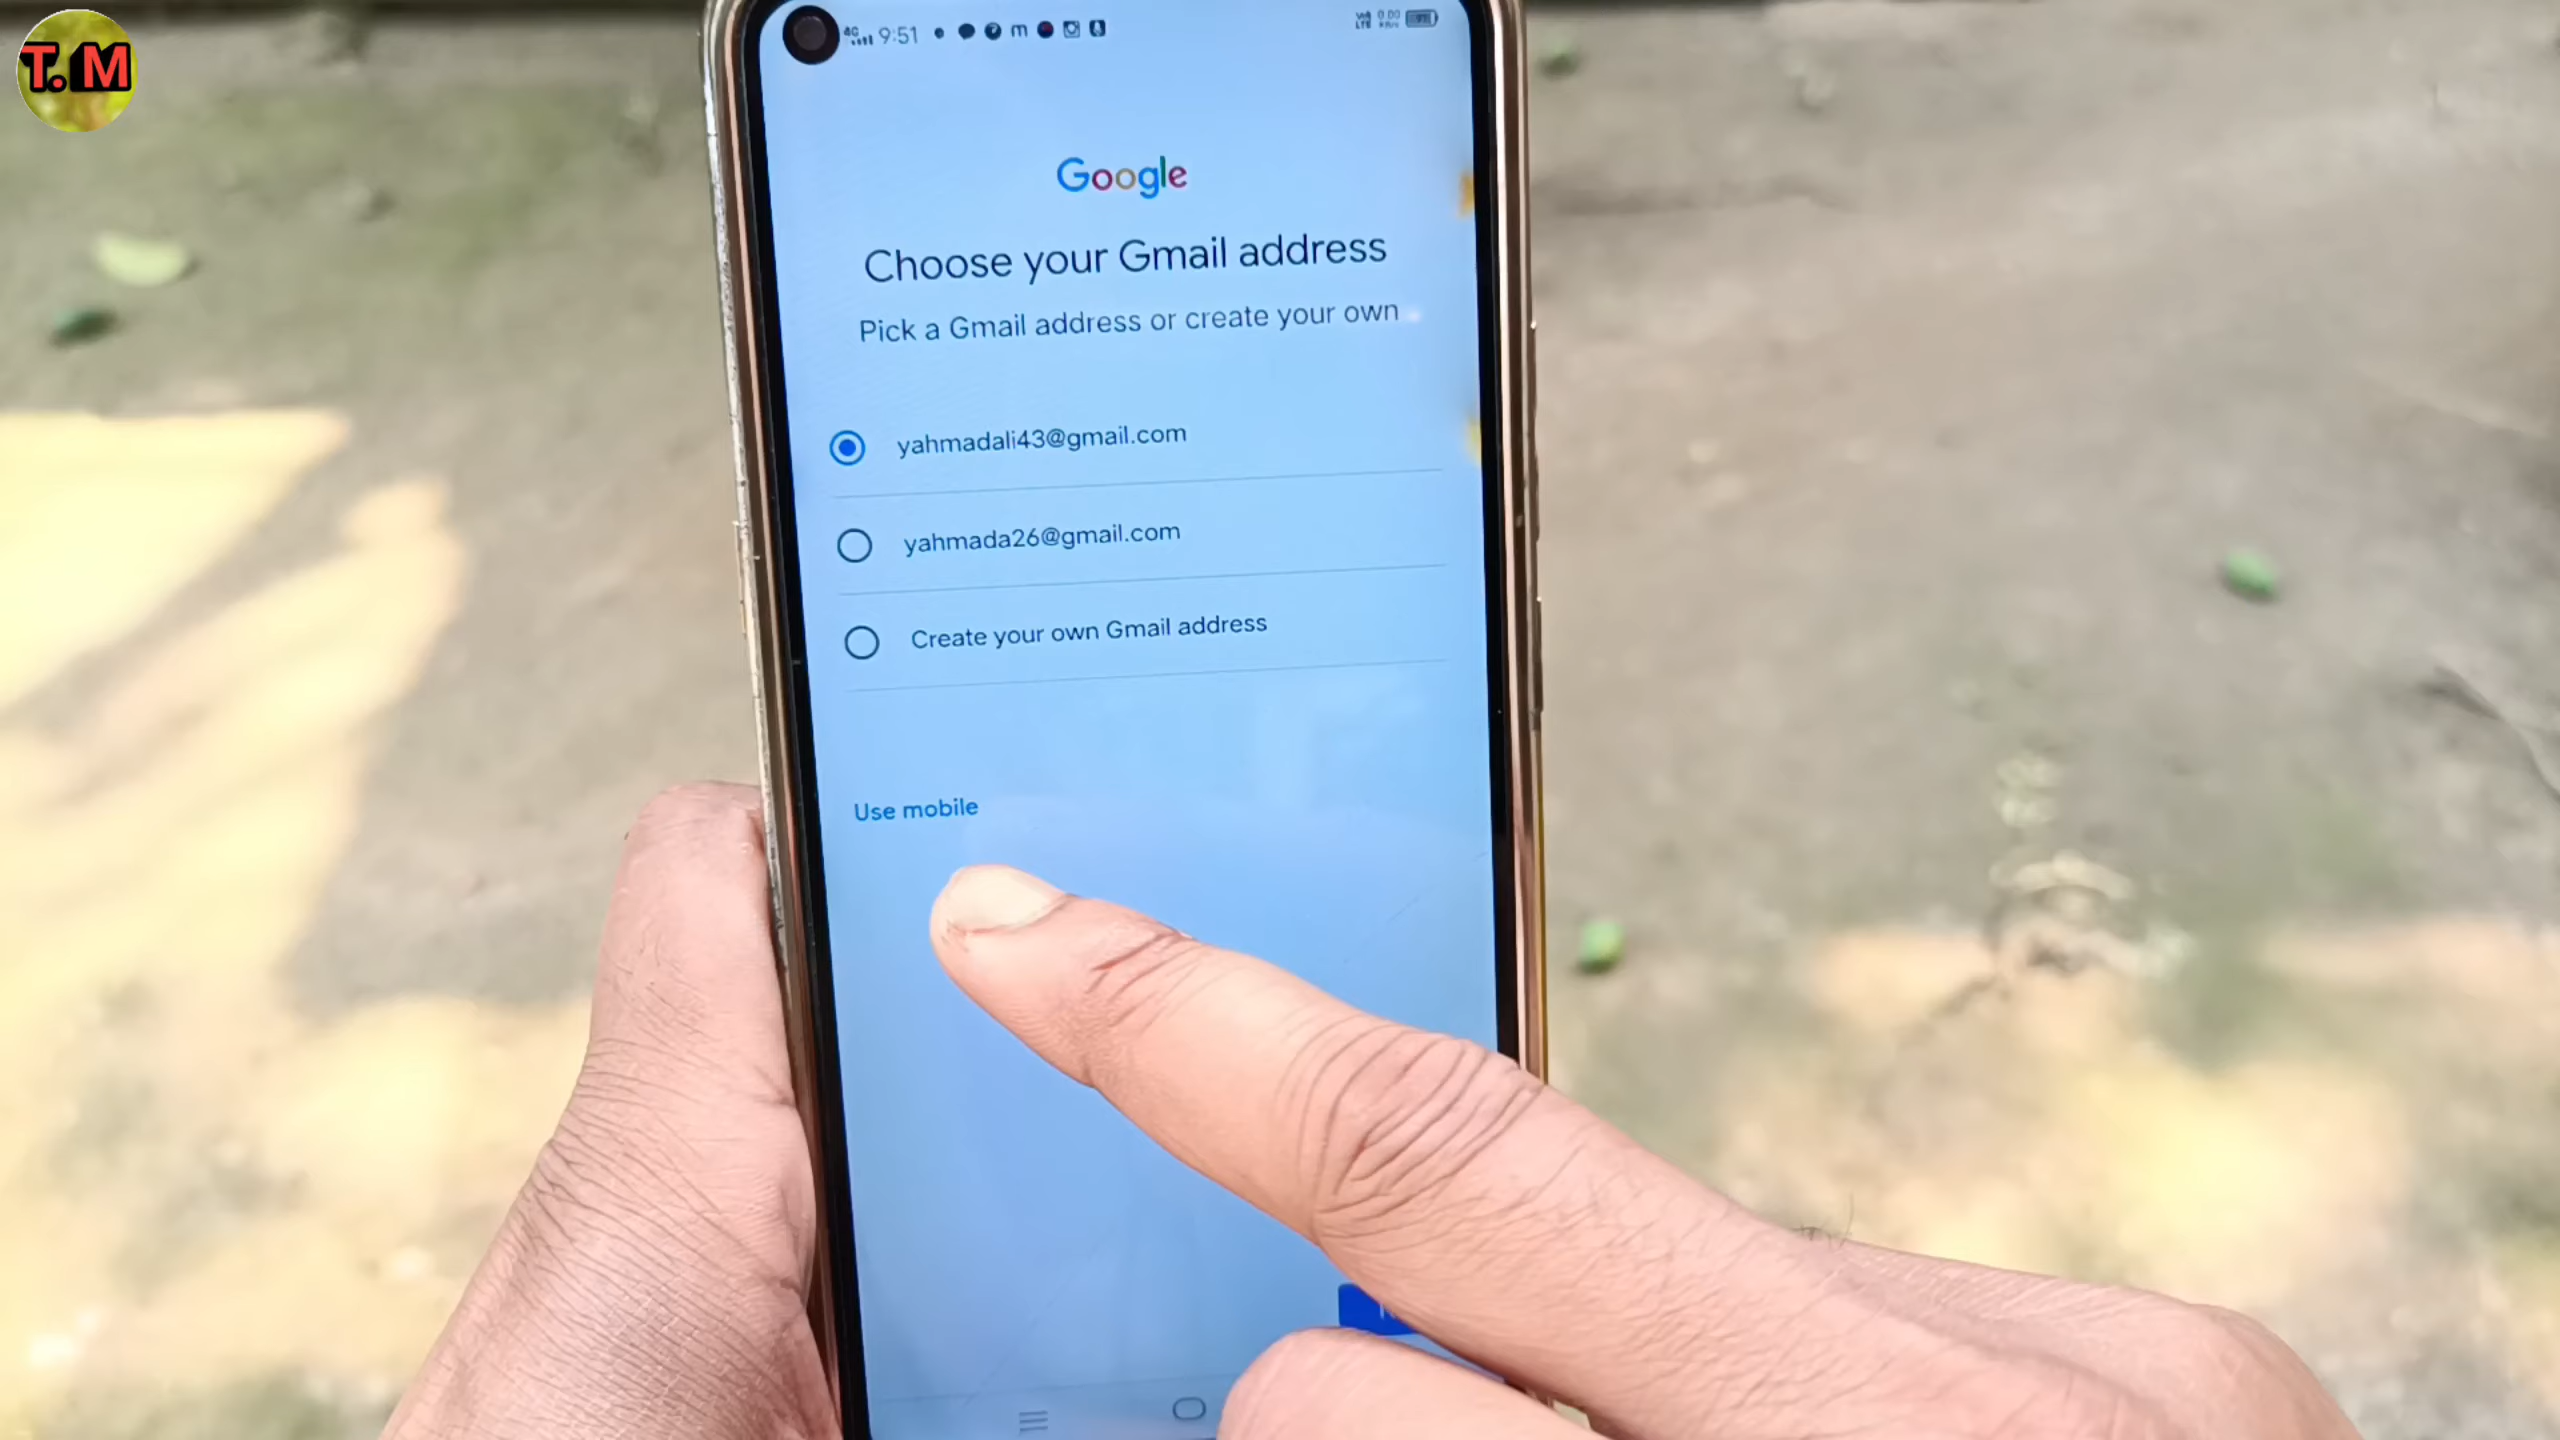 T.M
4G 9:51
Google
Choose your Gmail address
Pick a Gmail address or create your own
yahmadali43@gmail.com
yahmada26@gmail.com
Create your own Gmail address
Use mobile